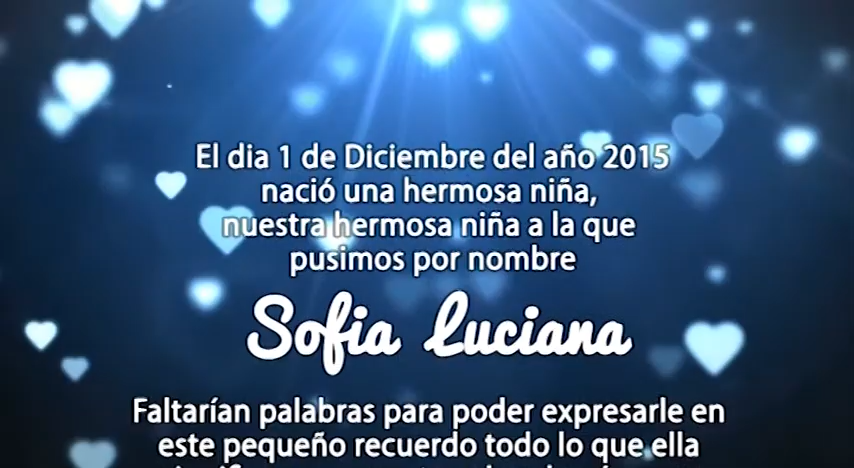 El dia 1 de Diciembre del año 2015
nació una hermosa niña,
nuestra hermosa niña a la que
pusimos por nombre
Sofia Luciana
Faltarían palabras para poder expresarle en
este pequeño recuerdo todo lo que ella